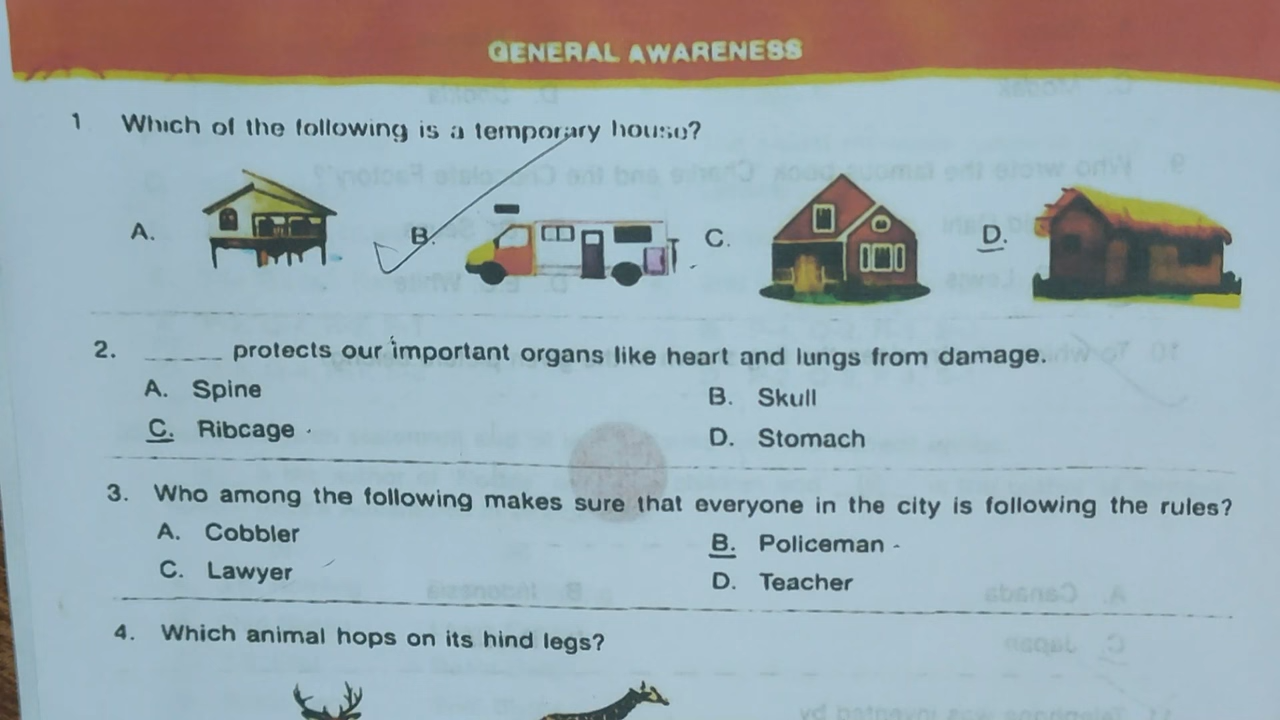 GENERAL AWARENESS
1 Which of the following is a temporary house?
A. B. C. D.
2. ______ protects our important organs like heart and lungs from damage.
A. Spine B. Skull
C. Ribcage D. Stomach
3. Who among the following makes sure that everyone in the city is following the rules?
A. Cobbler B. Policeman
C. Lawyer D. Teacher
4. Which animal hops on its hind legs?